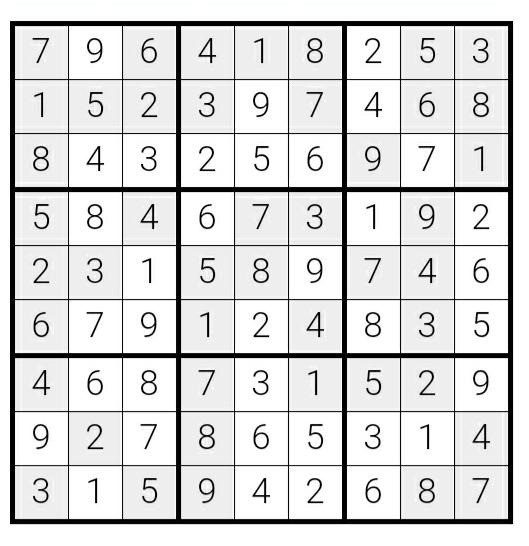 7 9 6 4 1 8 2 5 3
1 5 2 3 9 7 4 6 8
8 4 3 2 5 6 9 7 1
5 8 4 6 7 3 1 9 2
2 3 1 5 8 9 7 4 6
6 7 9 1 2 4 8 3 5
4 6 8 7 3 1 5 2 9
9 2 7 8 6 5 3 1 4
3 1 5 9 4 2 6 8 7